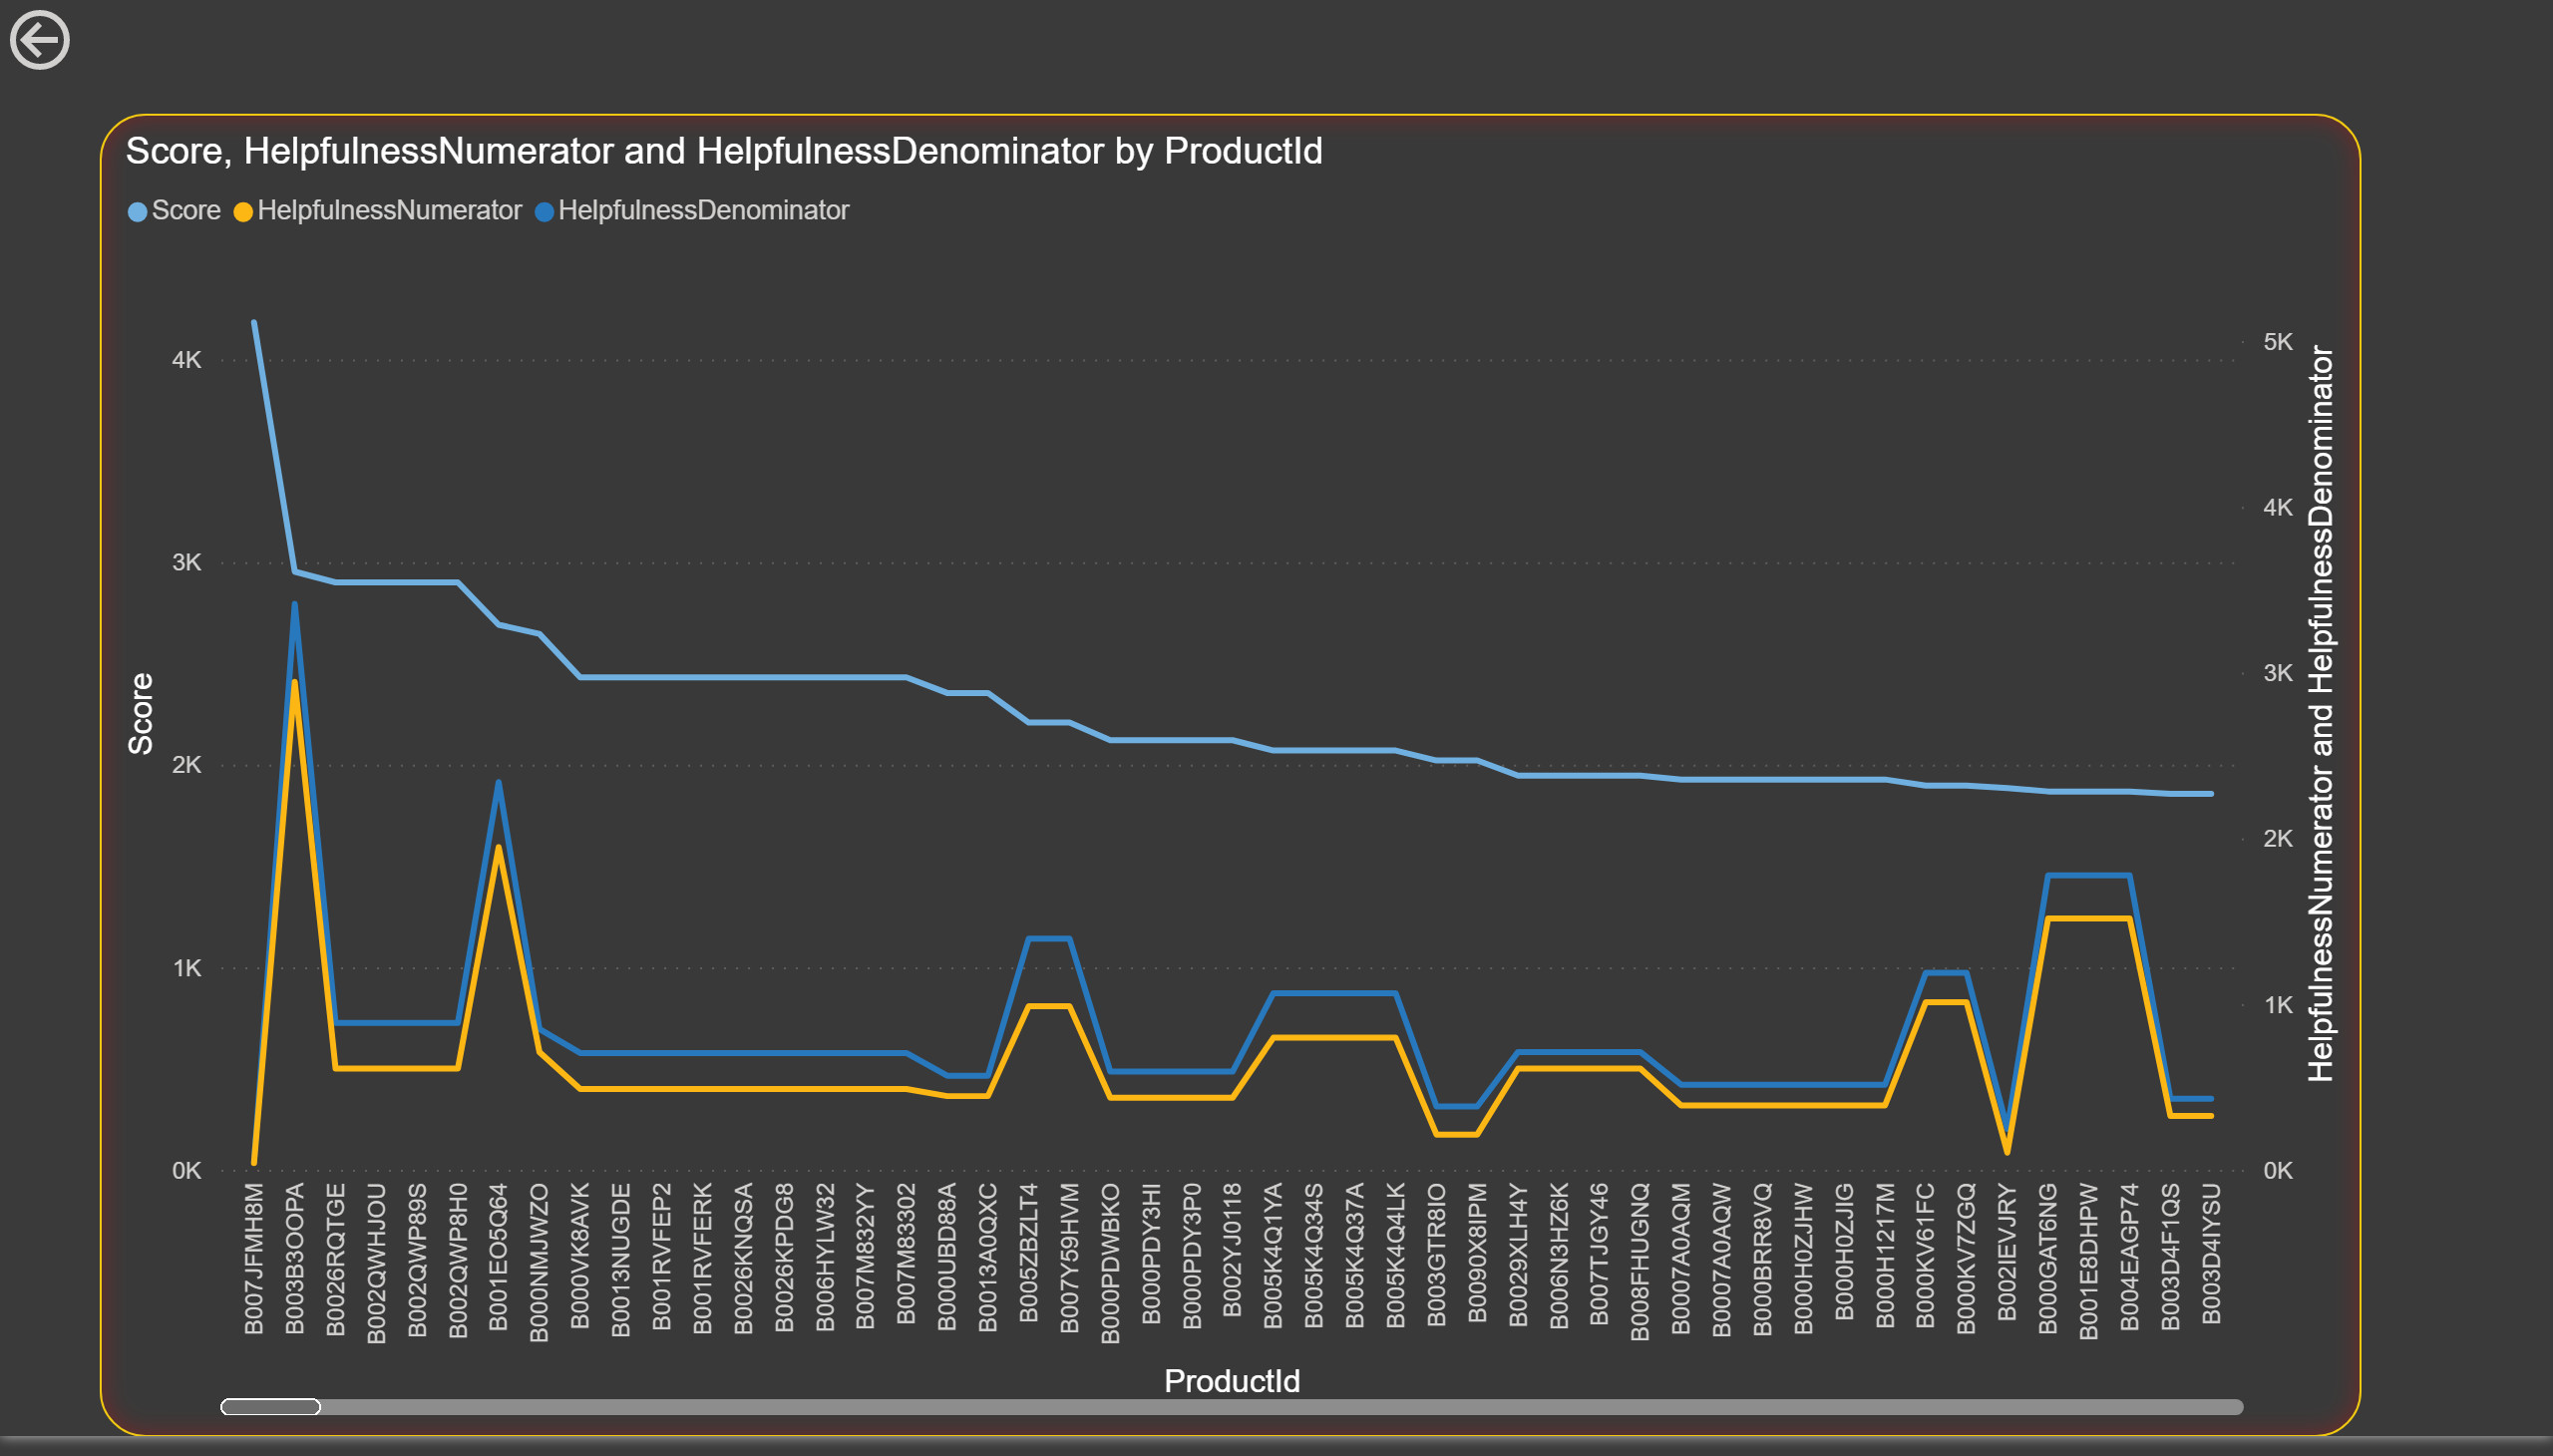 Score, HelpfulnessNumerator and HelpfulnessDenominator by ProductId
Score HelpfulnessNumerator HelpfulnessDenominator
Score
4K
3K
2K
1K
0K
5K
4K
3K
2K
1K
0K
HelpfulnessNumerator and HelpfulnessDenominator
B007JFMH8M
B003B3OOPA
B0026RQTGE
B002QWHJOU
B002QWP89S
B002QWP8H0
B001EO5Q64
B000NMJWZO
B000VK8AVK
B0013NUGDE
B001RVFEP2
B001RVFERK
B0026KNQSA
B0026KPDG8
B006HYLW32
B007M832YY
B007M83302
B000UBD88A
B0013A0QXC
B005ZBZLT4
B007Y59HVM
B000PDWBKO
B000PDY3HI
B000PDY3P0
B002YJ0118
B005K4Q1YA
B005K4Q34S
B005K4Q37A
B005K4Q4LK
B003GTR8IO
B0090X8IPM
B0029XLH4Y
B006N3HZ6K
B007TJGY46
B008FHUGNQ
B0007A0AQM
B0007A0AQW
B000BRR8VQ
B000H0ZJHW
B000H0ZJIG
B000H1217M
B000KV61FC
B000KV7ZGQ
B002IEVJRY
B000GAT6NG
B001E8DHPW
B004EAGP74
B003D4F1QS
B003D4IYSU
ProductId